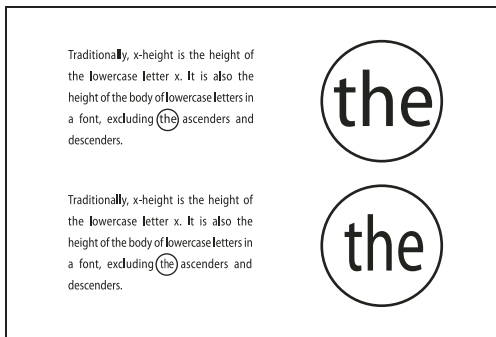 Traditionally, x-height is the height of
the lowercase letter x. It is also the
height of the body of lowercase letters in
a font, excluding the ascenders and
descenders.
the
Traditionally, x-height is the height of
the lowercase letter x. It is also the
height of the body of lowercase letters in
a font, excluding the ascenders and
descenders.
the